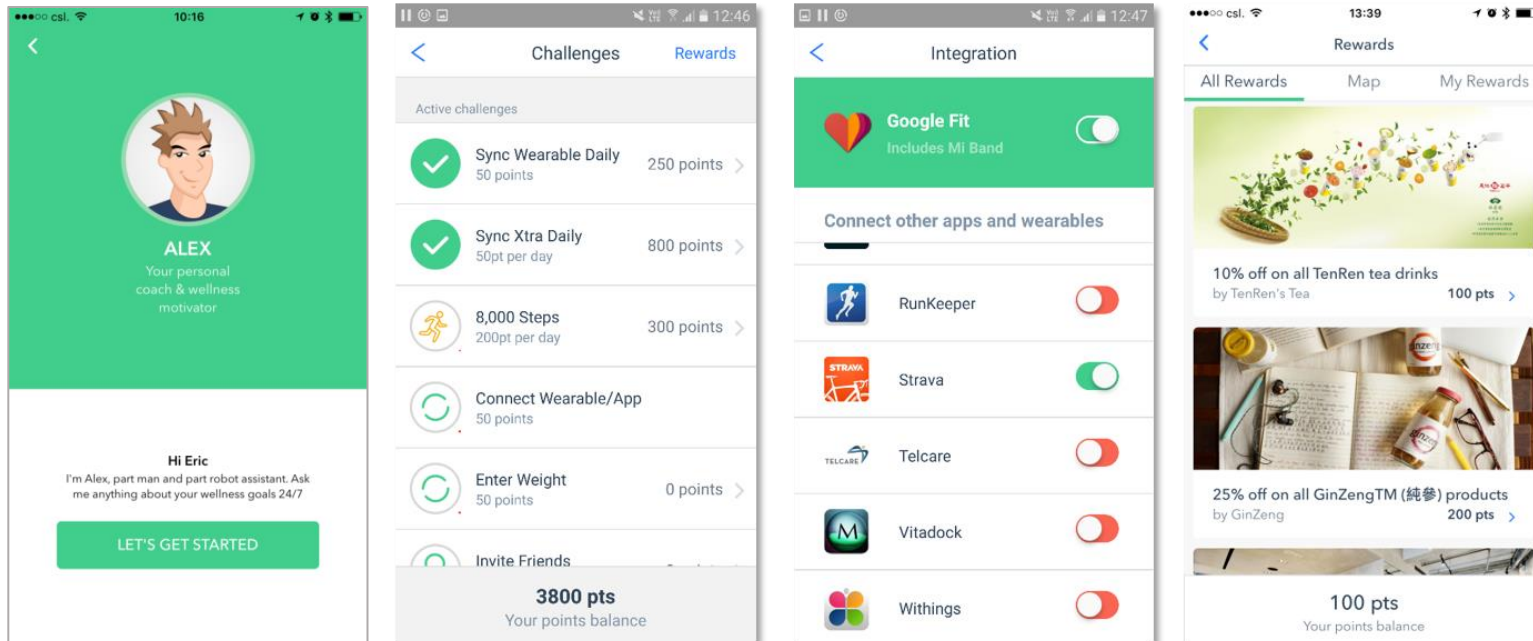 csl.
10:16
ALEX
Your personal
coach & wellness
motivator
Hi Eric
I'm Alex, part man and part robot assistant. Ask
me anything about your wellness goals 24/7
LET'S GET STARTED
12:46
Challenges
Rewards
Active challenges
Sync Wearable Daily
50 points
250 points
Sync Xtra Daily
50pt per day
800 points
8,000 Steps
200pt per day
300 points
Connect Wearable/App
50 points
Enter Weight
50 points
0 points
Invite Friends
3800 pts
Your points balance
12:47
Integration
Google Fit
Includes Mi Band
Connect other apps and wearables
RunKeeper
STRAVA
Strava
TELCARE
Telcare
M
Vitadock
Withings
csl.
13:39
Rewards
All Rewards
Map
My Rewards
10% off on all TenRen tea drinks
by TenRen's Tea
100 pts
25% off on all GinZengTM (純參) products
by GinZeng
200 pts
100 pts
Your points balance